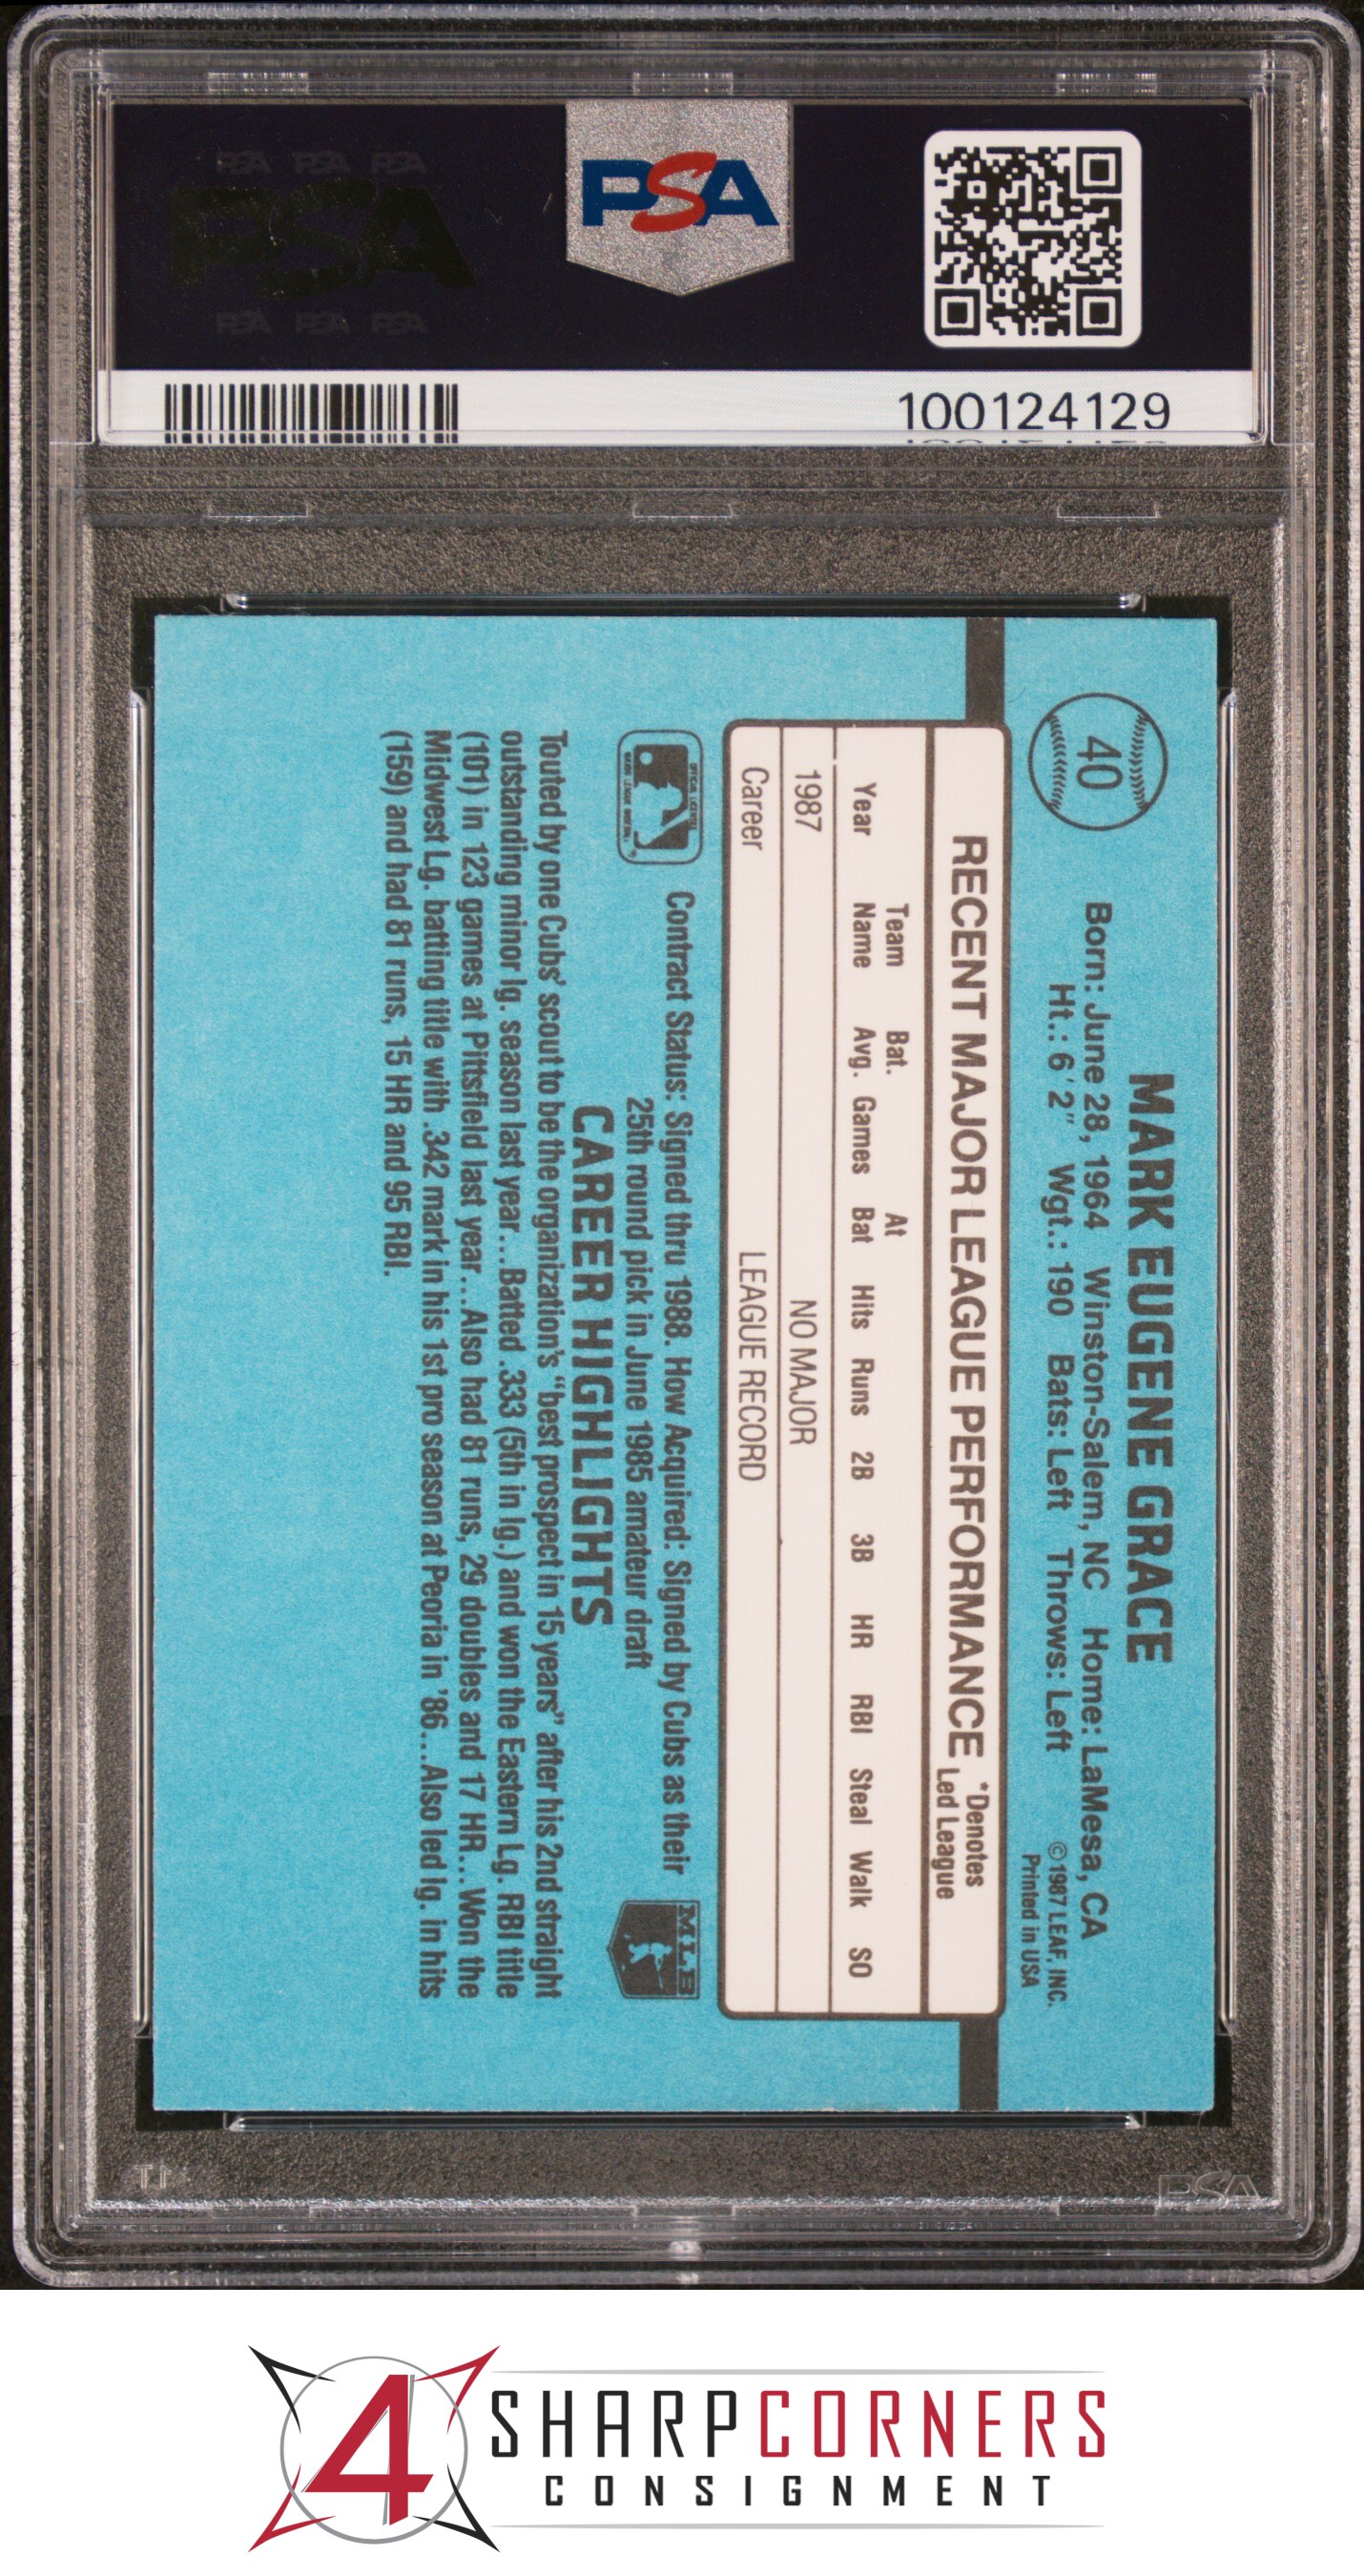 PSA PSA PSA
PSA
PSA PSA PSA
PSA
100124129
40
MARK EUGENE GRACE
Born: June 28, 1964 Winston-Salem, NC Home: LaMesa, CA
Ht.: 6'2" Wgt.: 190 Bats: Left Throws: Left
©1987 LEAF, INC.
Printed in USA
RECENT MAJOR LEAGUE PERFORMANCE
*Denotes
Led League
Year Team Name Bat. Avg. Games At Bat Hits Runs 2B 3B HR RBI Steal Walk SO
1987 NO MAJOR
Career LEAGUE RECORD
Contract Status: Signed thru 1988. How Acquired: Signed by Cubs as their
25th round pick in June 1985 amateur draft
MLB
CAREER HIGHLIGHTS
Touted by one Cubs' scout to be the organization's "best prospect in 15 years" after his 2nd straight
outstanding minor lg. season last year...Batted .333 (5th in lg.) and won the Eastern Lg. RBI title
(101) in 123 games at Pittsfield last year...Also had 81 runs, 29 doubles and 17 HR...Won the
Midwest Lg. batting title with .342 mark in his 1st pro season at Peoria in '86...Also led lg. in hits
(159) and had 81 runs, 15 HR and 95 RBI.
PSA
4
SHARPCORNERS
CONSIGNMENT